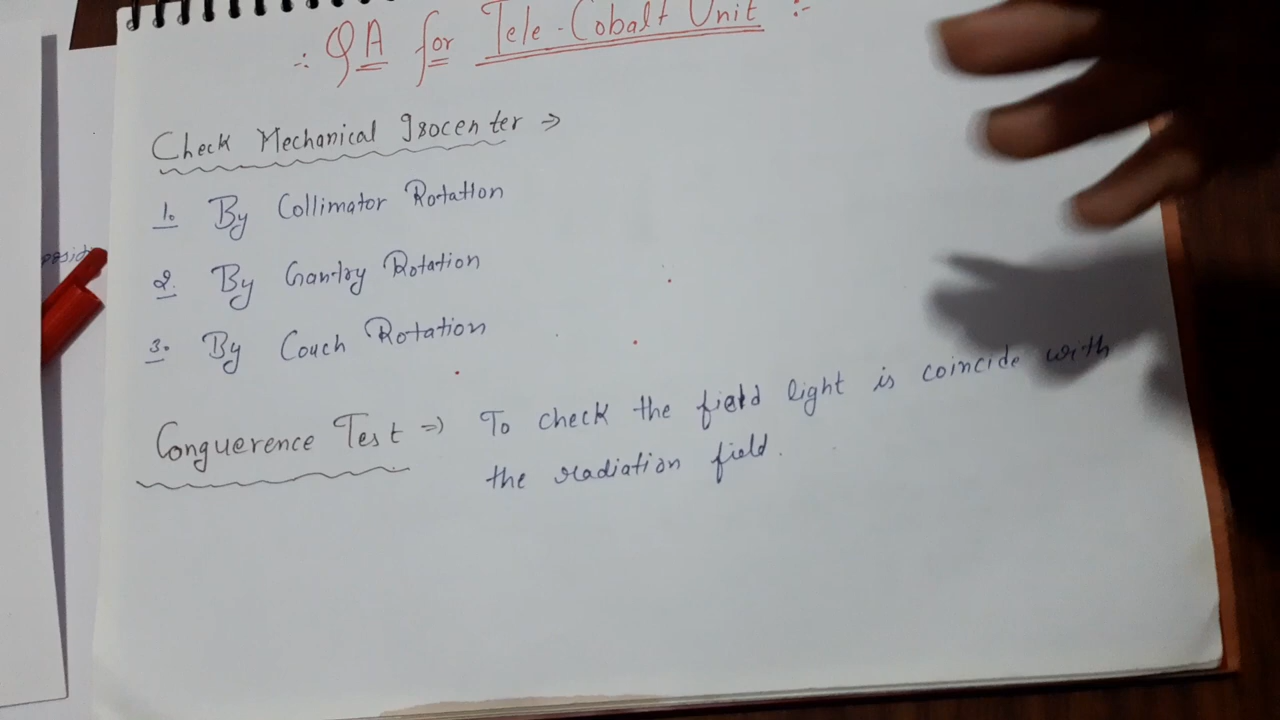 :- QA for Tele-Cobalt Unit :-
Check Mechanical Isocenter ⇒
1. By Collimator Rotation
2. By Gantry Rotation
3. By Couch Rotation
Conguerence Test ⇒ To check the field light is coincide with
the radiation field.